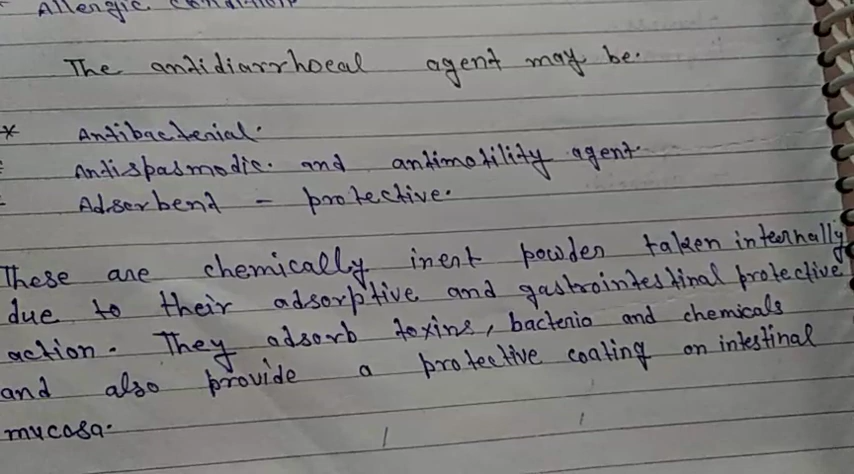 Allergic
The antidiarrhoeal agent may be.
* Antibacterial.
Antispasmodic. and antimotility agent.
Adserbend - protective.
These are chemically inert powder taken internally
due to their adsorptive and gastrointestinal protective
action. They adsorb toxins, bacteria and chemicals
and also provide a protective coating on intestinal
mucosa.